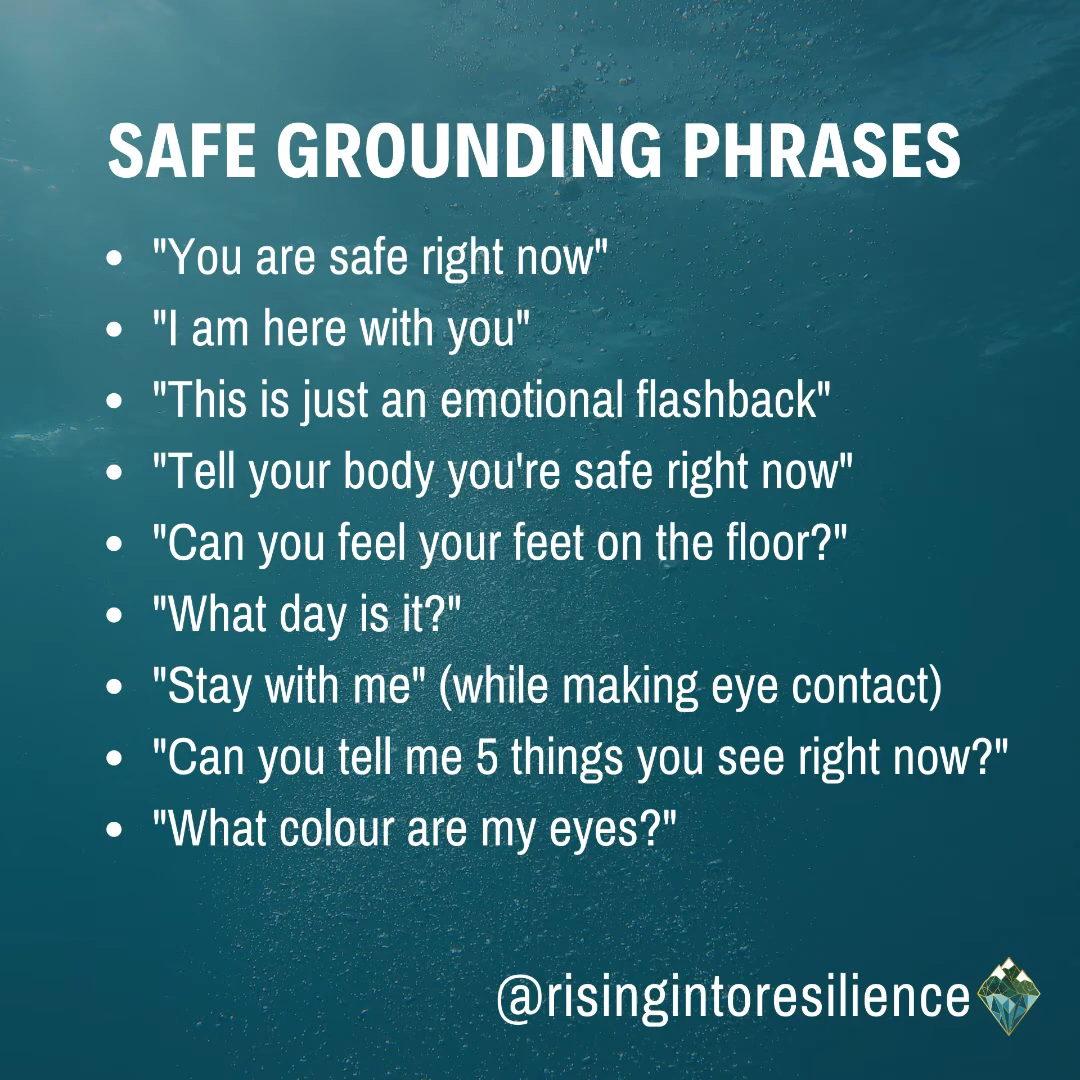 SAFE GROUNDING PHRASES
• "You are safe right now"
• "I am here with you"
• "This is just an emotional flashback"
• "Tell your body you're safe right now"
• "Can you feel your feet on the floor?"
• "What day is it?"
• "Stay with me" (while making eye contact)
• "Can you tell me 5 things you see right now?"
• "What colour are my eyes?"
@risingintoresilience